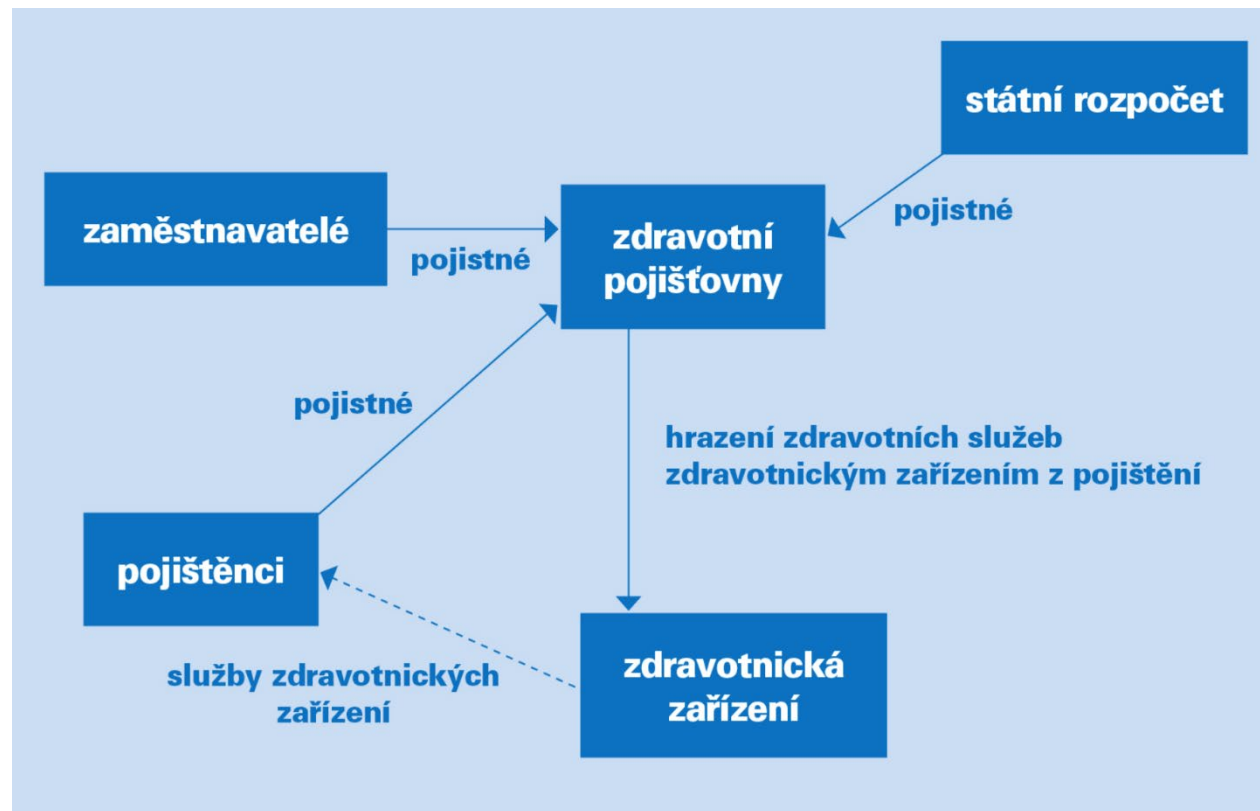 státní rozpočet
zaměstnavatelé
pojistné
zdravotní
pojišťovny
pojistné
pojistné
hrazení zdravotních služeb
zdravotnickým zařízením z pojištění
pojištěnci
služby zdravotnických
zařízení
zdravotnická
zařízení